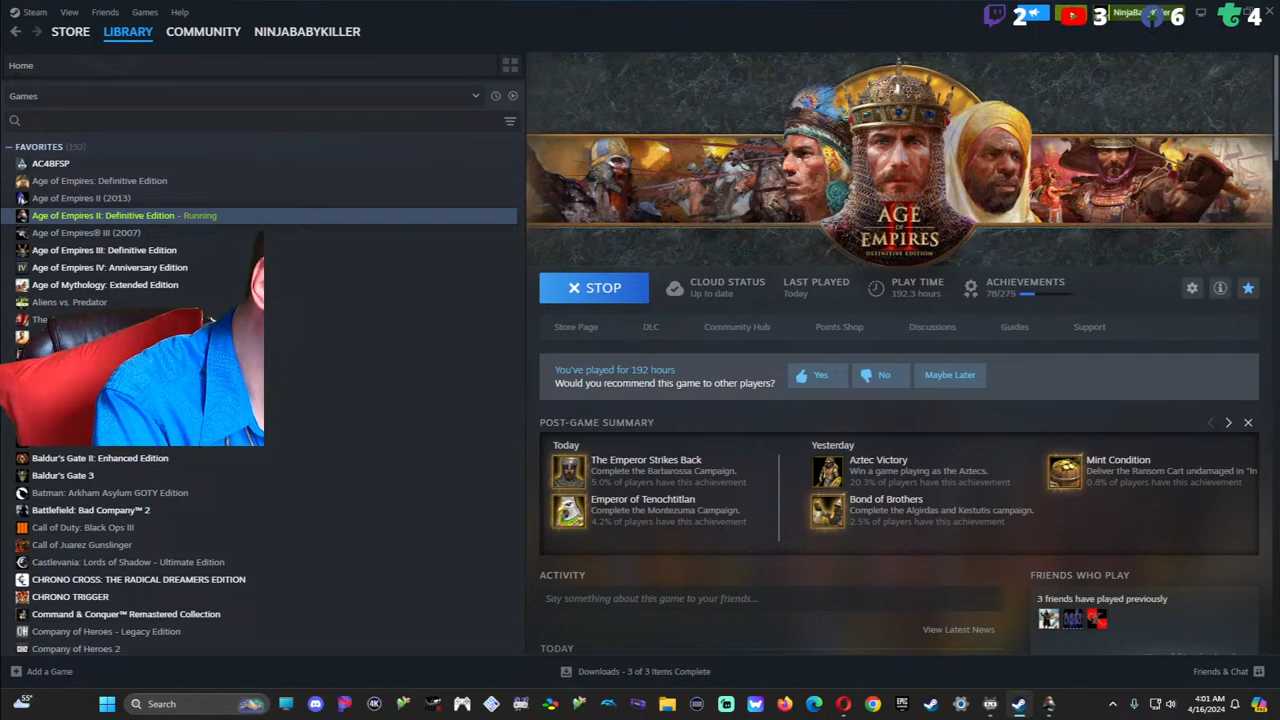 Steam View Friends Games Help
2 3 NinjaBabyK 6 4
STORE LIBRARY COMMUNITY NINJABABYKILLER
Home
Games
FAVORITES (192)
AC4BFSP
Age of Empires: Definitive Edition
Age of Empires II (2013)
Age of Empires II: Definitive Edition - Running
Age of Empires® III (2007)
Age of Empires III: Definitive Edition
Age of Empires IV: Anniversary Edition
Age of Mythology: Extended Edition
Aliens vs. Predator
The
Baldur's Gate II: Enhanced Edition
Baldur's Gate 3
Batman: Arkham Asylum GOTY Edition
Battlefield: Bad Company™ 2
Call of Duty: Black Ops III
Call of Juarez Gunslinger
Castlevania: Lords of Shadow - Ultimate Edition
CHRONO CROSS: THE RADICAL DREAMERS EDITION
CHRONO TRIGGER
Command & Conquer™ Remastered Collection
Company of Heroes - Legacy Edition
Company of Heroes 2
AGE
OF
EMPIRES
II
DEFINITIVE EDITION
STOP
CLOUD STATUS
Up to date
LAST PLAYED
Today
PLAY TIME
192.3 hours
ACHIEVEMENTS
78/275
Store Page DLC Community Hub Points Shop Discussions Guides Support
You've played for 192 hours
Would you recommend this game to other players?
Yes No Maybe Later
POST-GAME SUMMARY
Today
The Emperor Strikes Back
Complete the Barbarossa Campaign.
5.0% of players have this achievement
Emperor of Tenochtitlan
Complete the Montezuma Campaign.
4.2% of players have this achievement
Yesterday
Aztec Victory
Win a game playing as the Aztecs.
20.3% of players have this achievement
Bond of Brothers
Complete the Algirdas and Kestutis campaign.
2.5% of players have this achievement
Mint Condition
Deliver the Ransom Cart undamaged in "In
0.8% of players have this achievement
ACTIVITY
Say something about this game to your friends...
View Latest News
TODAY
FRIENDS WHO PLAY
3 friends have played previously
Add a Game
Downloads - 3 of 3 Items Complete
Friends & Chat
55°
Search
4K
EPIC
4:01 AM
4/16/2024